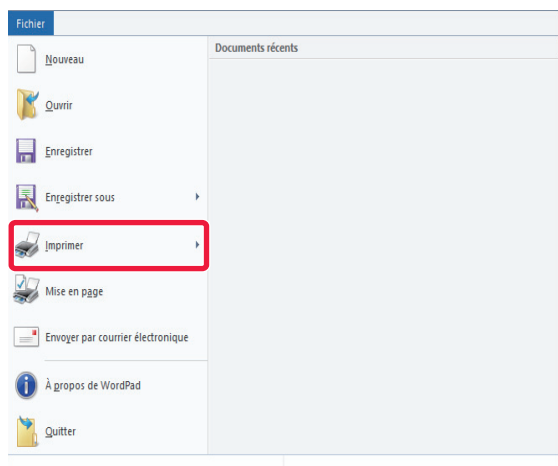 Fichier
Documents récents
Nouveau
Ouvrir
Enregistrer
Enregistrer sous
Imprimer
Mise en page
Envoyer par courrier électronique
À propos de WordPad
Quitter